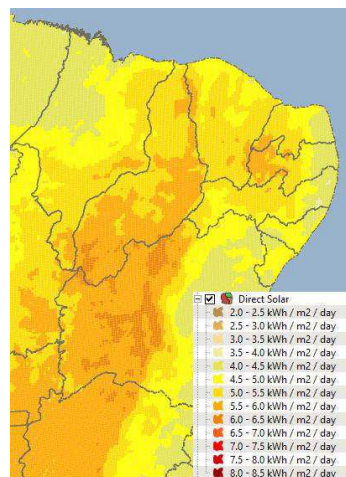 Direct Solar
2.0 - 2.5 kWh / m2 / day
2.5 - 3.0 kWh / m2 / day
3.0 - 3.5 kWh / m2 / day
3.5 - 4.0 kWh / m2 / day
4.0 - 4.5 kWh / m2 / day
4.5 - 5.0 kWh / m2 / day
5.0 - 5.5 kWh / m2 / day
5.5 - 6.0 kWh / m2 / day
6.0 - 6.5 kWh / m2 / day
6.5 - 7.0 kWh / m2 / day
7.0 - 7.5 kWh / m2 / day
7.5 - 8.0 kWh / m2 / day
8.0 - 8.5 kWh / m2 / day